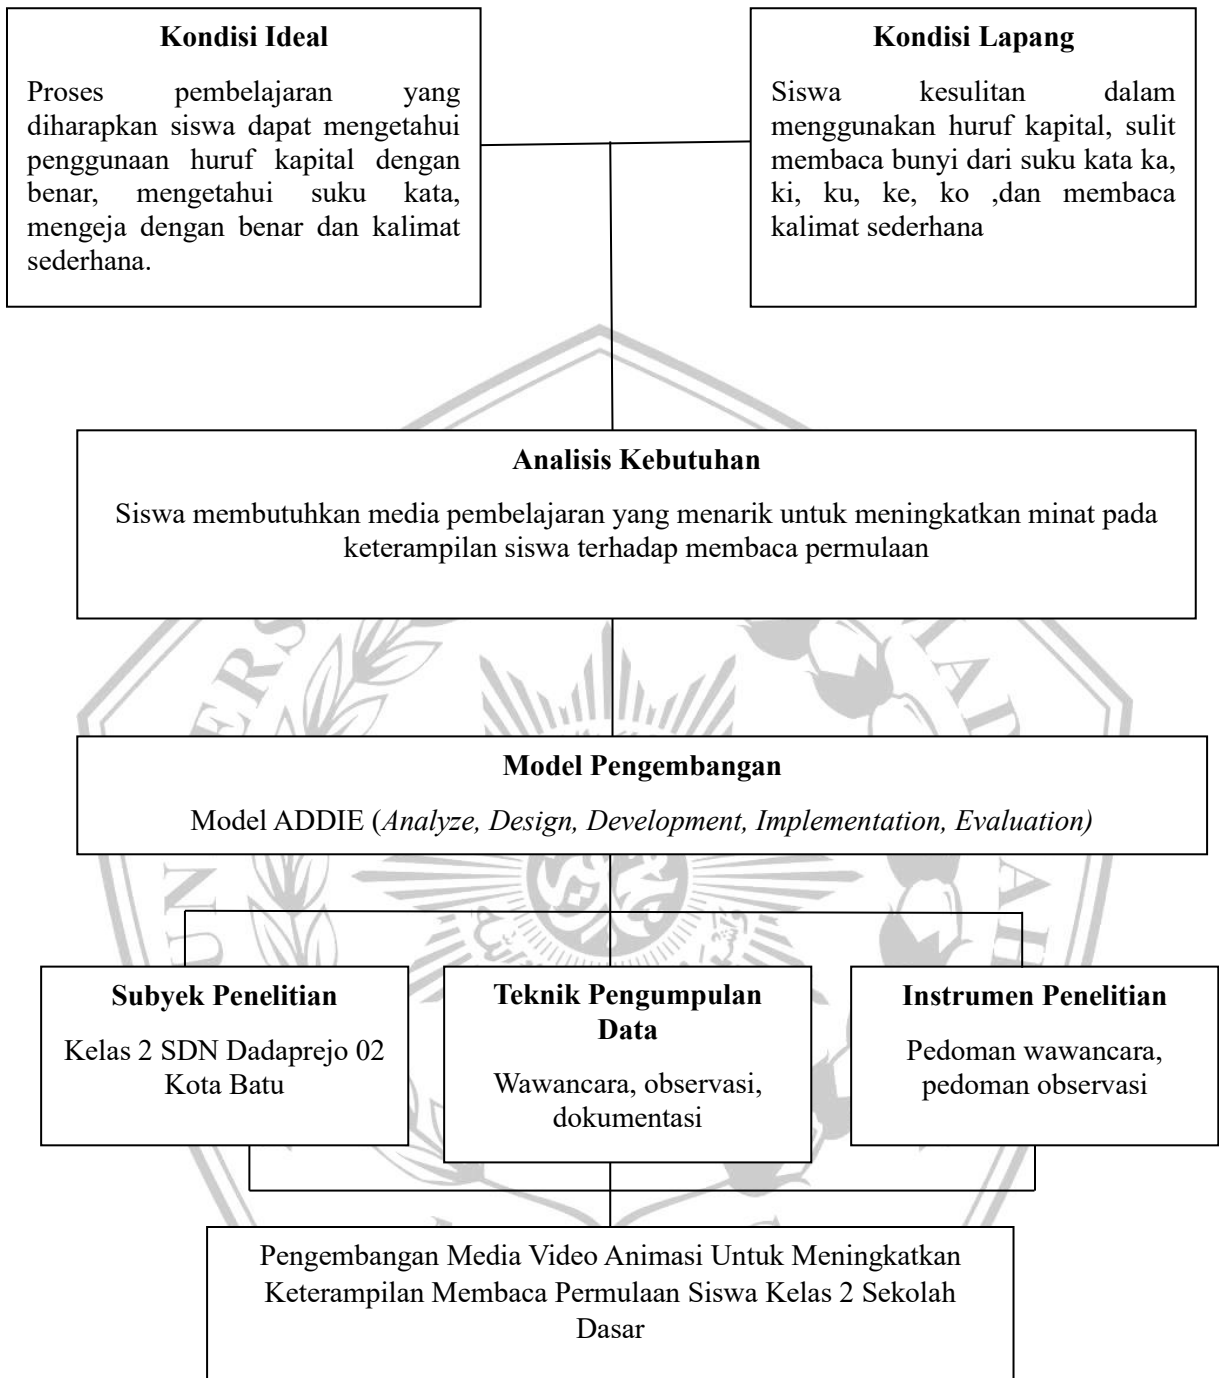 Kondisi Ideal
Proses pembelajaran yang
diharapkan siswa dapat mengetahui
penggunaan huruf kapital dengan
benar, mengetahui suku kata,
mengeja dengan benar dan kalimat
sederhana.
Kondisi Lapang
Siswa kesulitan dalam
menggunakan huruf kapital, sulit
membaca bunyi dari suku kata ka,
ki, ku, ke, ko ,dan membaca
kalimat sederhana
Analisis Kebutuhan
Siswa membutuhkan media pembelajaran yang menarik untuk meningkatkan minat pada
keterampilan siswa terhadap membaca permulaan
Model Pengembangan
Model ADDIE (Analyze, Design, Development, Implementation, Evaluation)
Subyek Penelitian
Kelas 2 SDN Dadaprejo 02
Kota Batu
Teknik Pengumpulan
Data
Wawancara, observasi,
dokumentasi
Instrumen Penelitian
Pedoman wawancara,
pedoman observasi
Pengembangan Media Video Animasi Untuk Meningkatkan
Keterampilan Membaca Permulaan Siswa Kelas 2 Sekolah
Dasar